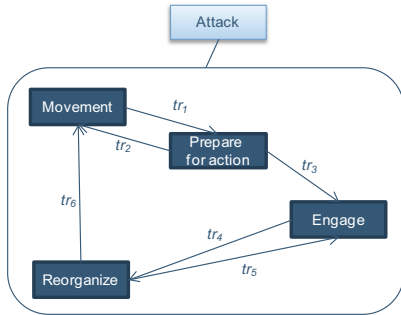 Attack
Movement
tr1
tr2
Prepare
for action
tr3
tr6
Engage
tr4
tr5
Reorganize